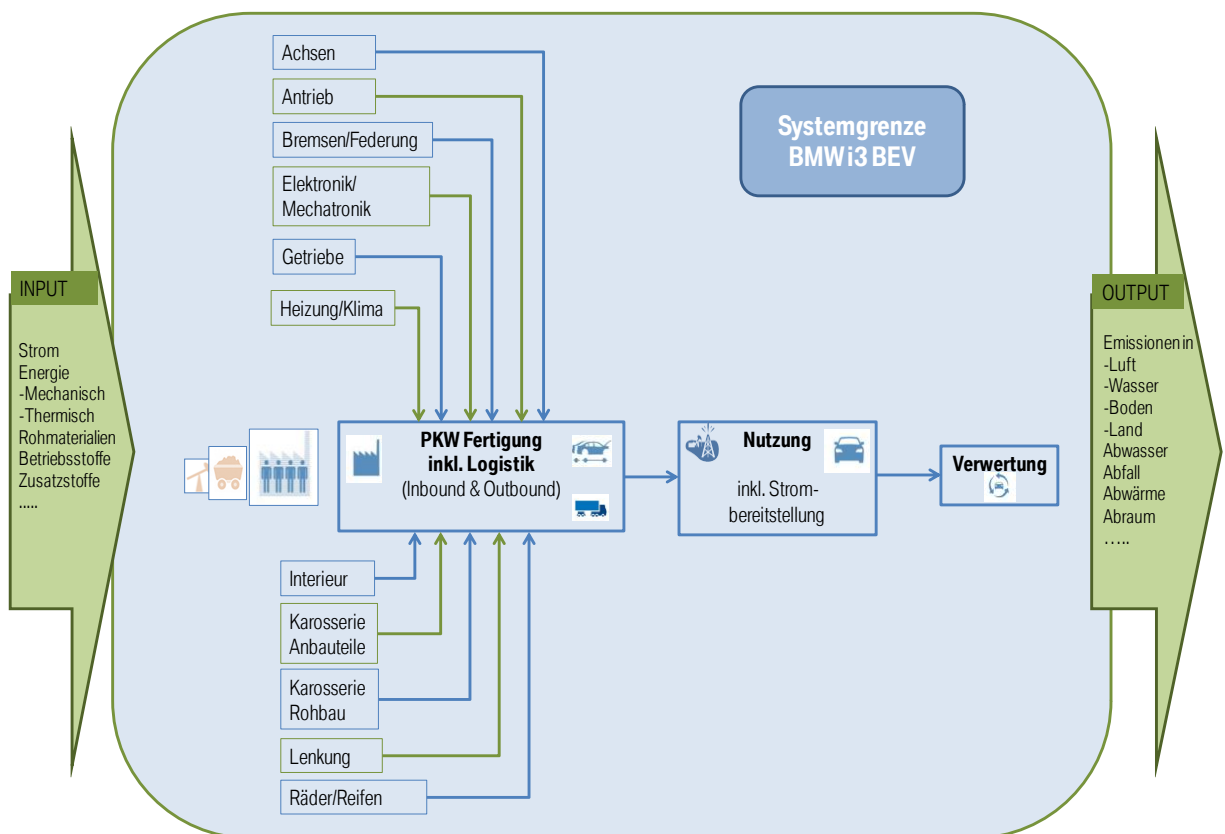 Achsen
Antrieb
Bremsen/Federung
Elektronik/
Mechatronik
Getriebe
Heizung/Klima
Systemgrenze
BMW i3 BEV
INPUT
Strom
Energie
-Mechanisch
-Thermisch
Rohmaterialien
Betriebsstoffe
Zusatzstoffe
.....
PKW Fertigung
inkl. Logistik
(Inbound & Outbound)
Nutzung
inkl. Strom-
bereitstellung
Verwertung
OUTPUT
Emissionen in
-Luft
-Wasser
-Boden
-Land
Abwasser
Abfall
Abwärme
Abraum
…..
Interieur
Karosserie
Anbauteile
Karosserie
Rohbau
Lenkung
Räder/Reifen